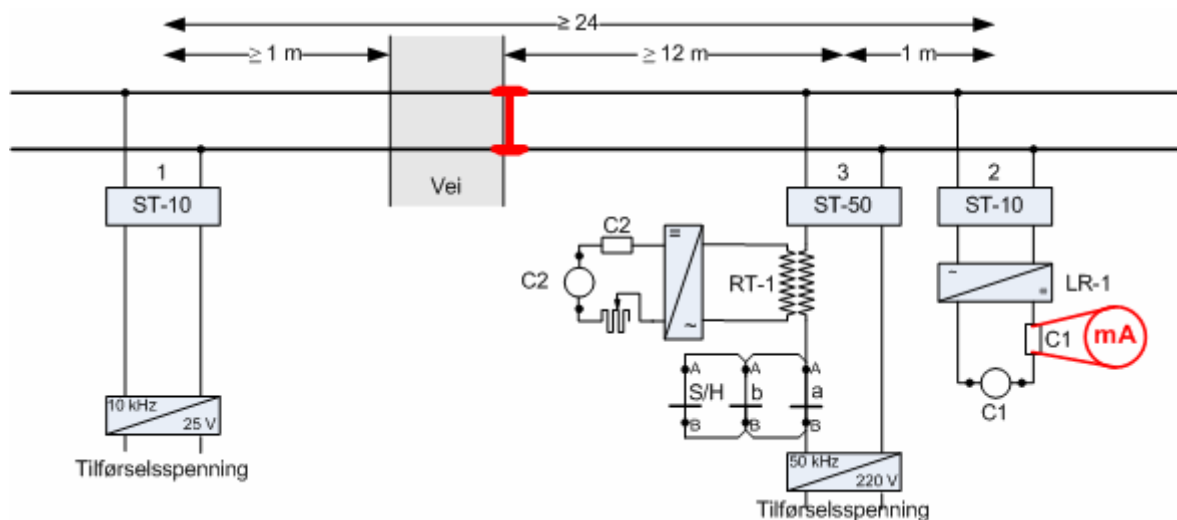 ≥ 24
≥ 1 m
≥ 12 m
1 m
1
3
2
Vei
ST-10
ST-50
ST-10
C2
C2
RT-1
=
~
~
=
LR-1
C1
mA
C1
A
A
A
S/H
b
a
B
B
B
10 kHz
25 V
Tilførselsspenning
50 kHz
220 V
Tilførselsspenning